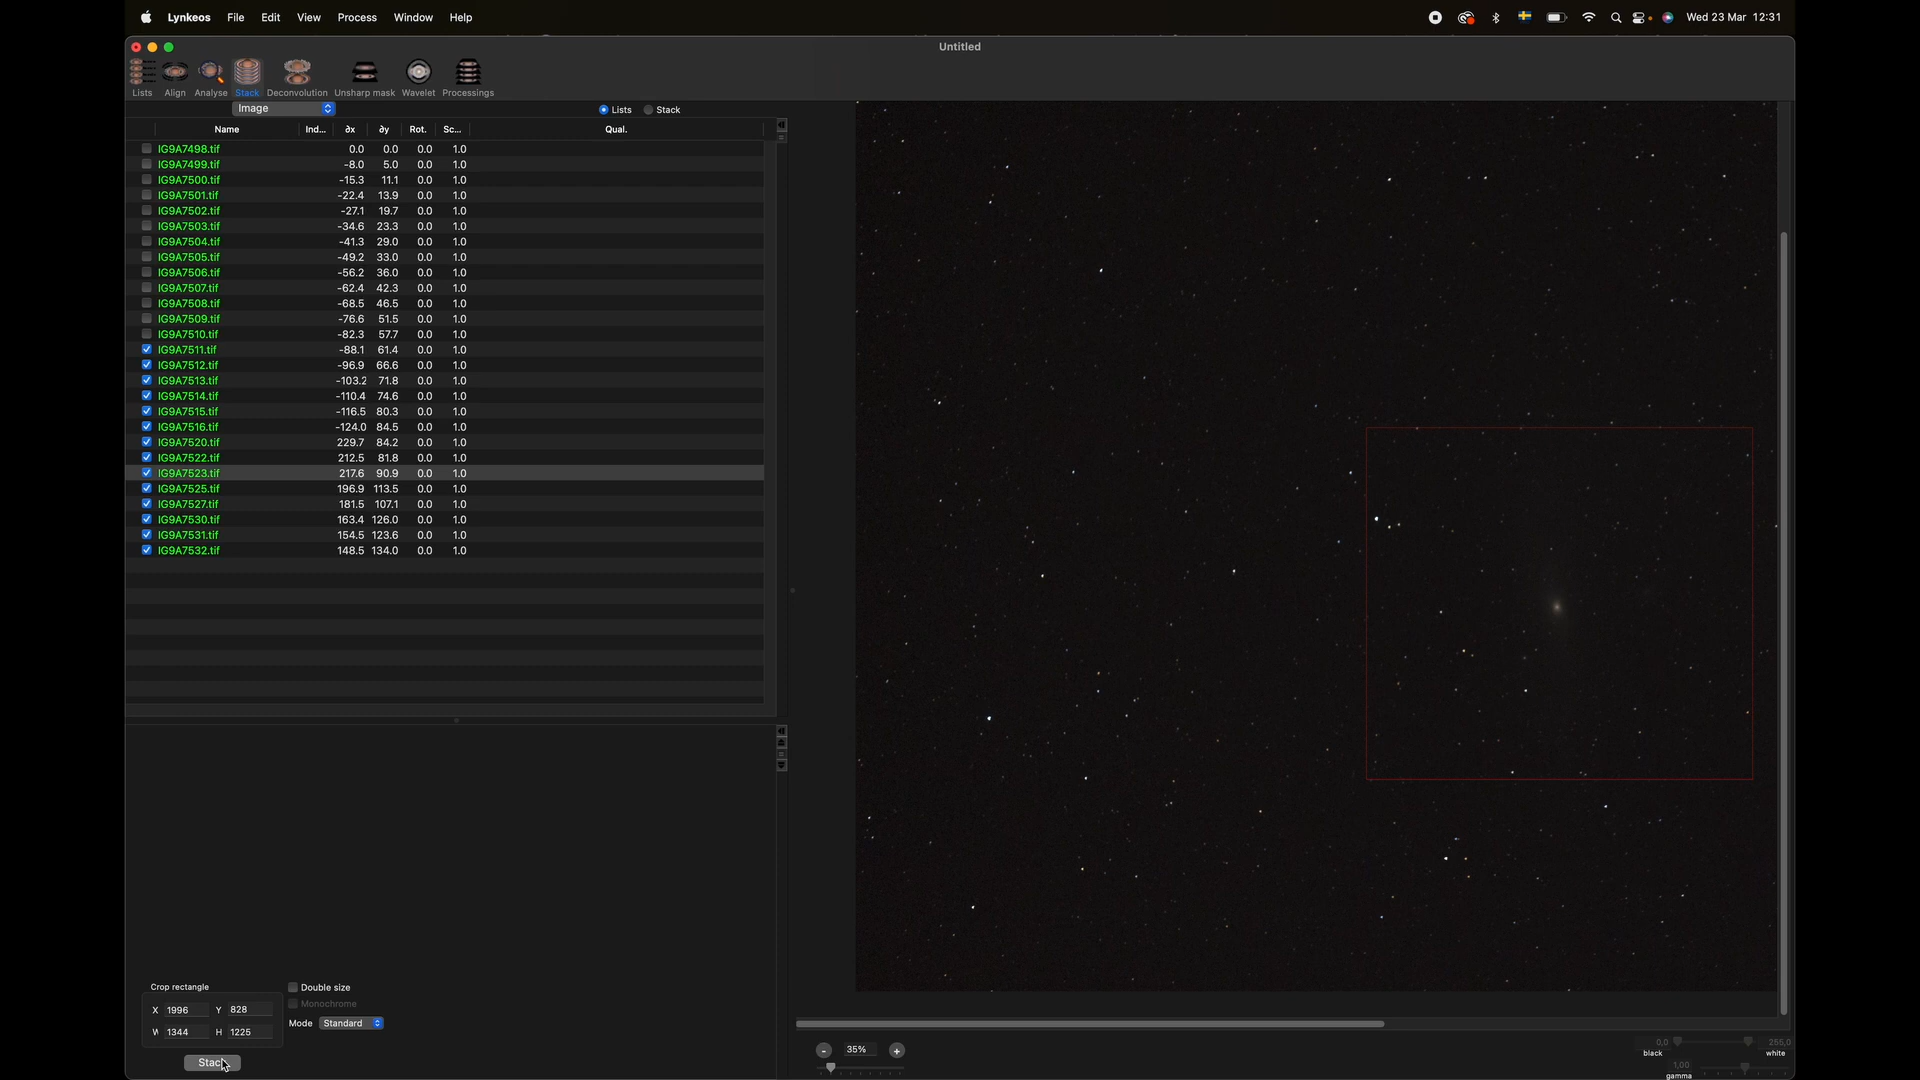 Lynkeos File Edit View Process Window Help Wed 23 Mar 12:31
Untitled
Lists Align Analyse Stack Deconvolution Unsharp mask Wavelet Processings
Image Lists Stack
Name Ind... ∂x ∂y Rot. Sc... Qual.
IG9A7498.tif 0.0 0.0 0.0 1.0
IG9A7499.tif -8.0 5.0 0.0 1.0
IG9A7500.tif -15.3 11.1 0.0 1.0
IG9A7501.tif -22.4 13.9 0.0 1.0
IG9A7502.tif -27.1 19.7 0.0 1.0
IG9A7503.tif -34.6 23.3 0.0 1.0
IG9A7504.tif -41.3 29.0 0.0 1.0
IG9A7505.tif -49.2 33.0 0.0 1.0
IG9A7506.tif -56.2 36.0 0.0 1.0
IG9A7507.tif -62.4 42.3 0.0 1.0
IG9A7508.tif -68.5 46.5 0.0 1.0
IG9A7509.tif -76.6 51.5 0.0 1.0
IG9A7510.tif -82.3 57.7 0.0 1.0
IG9A7511.tif -88.1 61.4 0.0 1.0
IG9A7512.tif -96.9 66.6 0.0 1.0
IG9A7513.tif -103.2 71.8 0.0 1.0
IG9A7514.tif -110.4 74.6 0.0 1.0
IG9A7515.tif -116.5 80.3 0.0 1.0
IG9A7516.tif -124.0 84.5 0.0 1.0
IG9A7520.tif 229.7 84.2 0.0 1.0
IG9A7522.tif 212.5 81.8 0.0 1.0
IG9A7523.tif 217.6 90.9 0.0 1.0
IG9A7525.tif 196.9 113.5 0.0 1.0
IG9A7527.tif 181.5 107.1 0.0 1.0
IG9A7530.tif 163.4 126.0 0.0 1.0
IG9A7531.tif 154.5 123.6 0.0 1.0
IG9A7532.tif 148.5 134.0 0.0 1.0
Crop rectangle Double size
X 1996 Y 828 Monochrome
W 1344 H 1225 Mode Standard
Stack
35%
0,0 255,0
black white
1,00
gamma